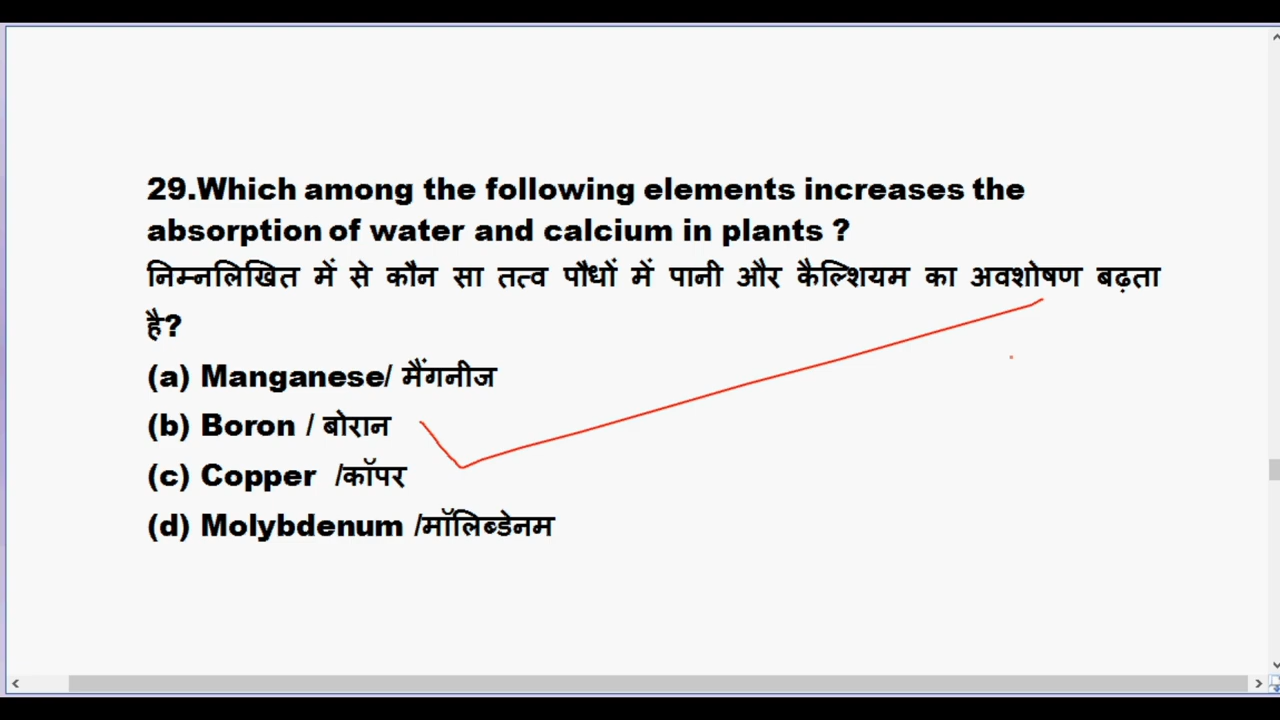 29.Which among the following elements increases the
absorption of water and calcium in plants ?
निम्नलिखित में से कौन सा तत्व पौधों में पानी और कैल्शियम का अवशोषण बढ़ता
है?
(a) Manganese/ मैंगनीज
(b) Boron / बोरान
(c) Copper /कॉपर
(d) Molybdenum /मॉलिब्डेनम